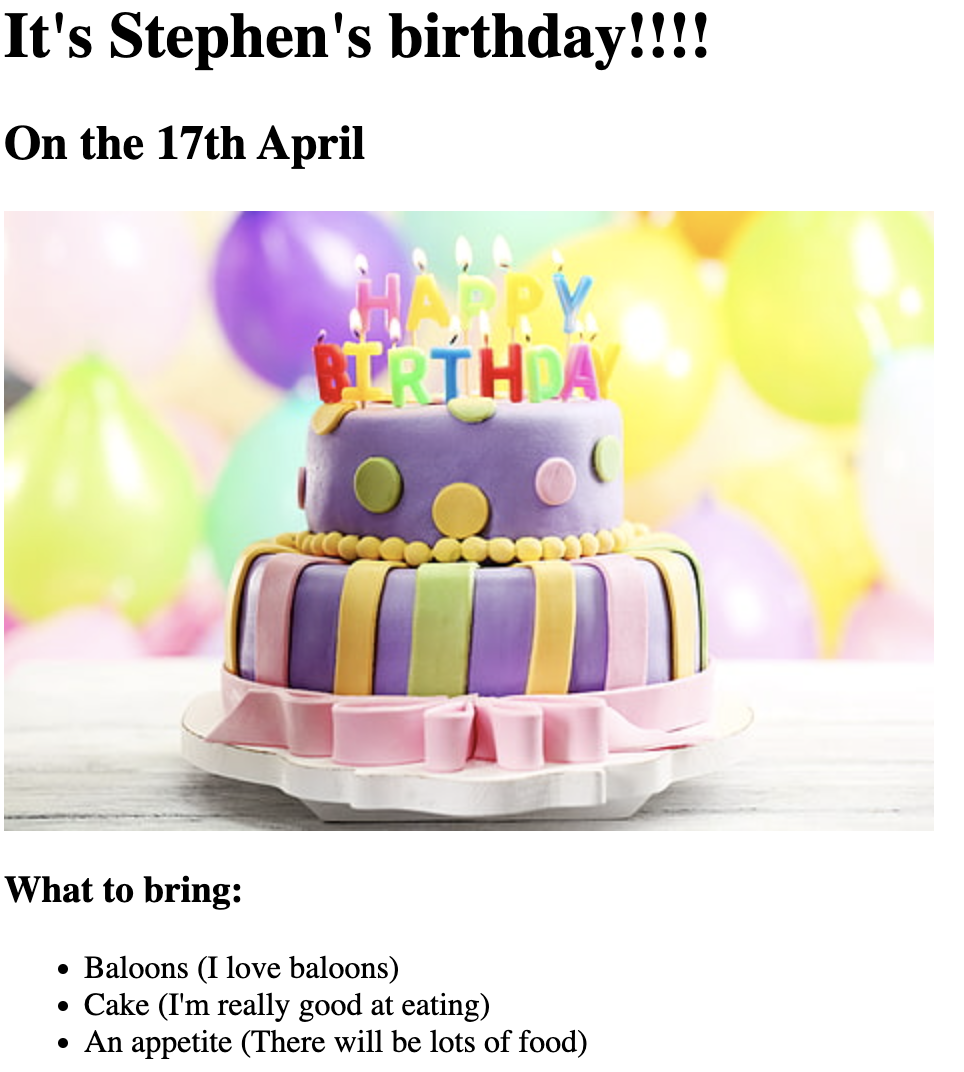 It's Stephen's birthday!!!!
On the 17th April
HAPPY
BIRTHDAY
What to bring:
Baloons (I love baloons)
Cake (I'm really good at eating)
An appetite (There will be lots of food)